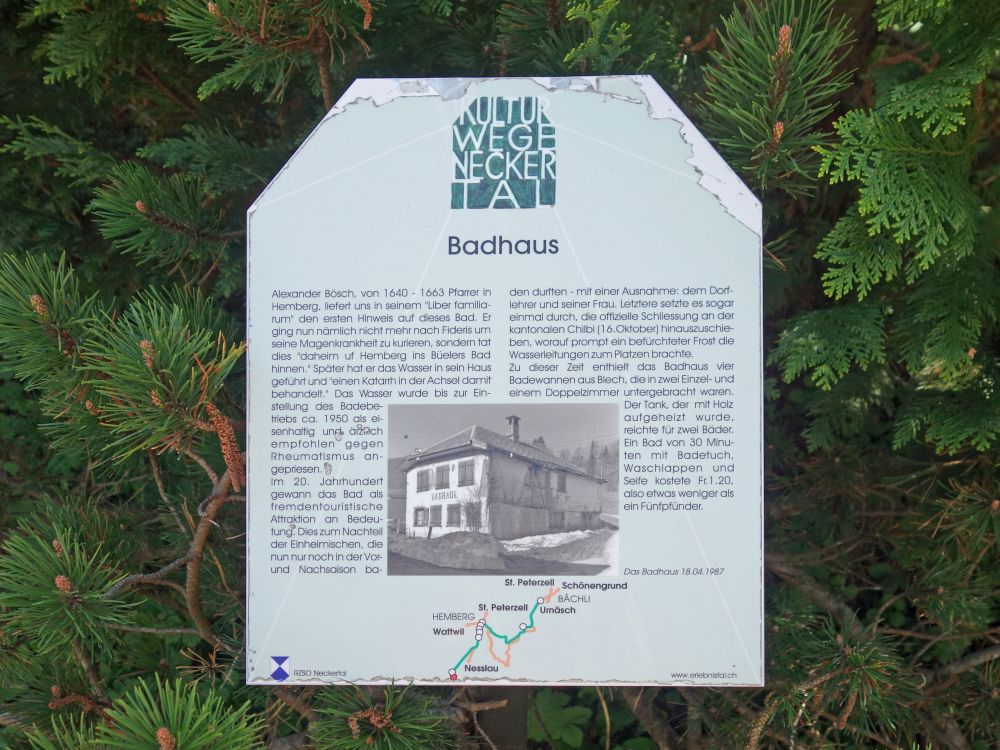 KULTUR
WEGE
NECKER
TAL
Badhaus
Alexander Bösch, von 1640 - 1663 Pfarrer in
Hemberg, liefert uns in seinem "Liber familia-
rum" den ersten Hinweis auf dieses Bad. Er
ging nun nämlich nicht mehr nach Fideris um
seine Magenkrankheit zu kurieren, sondern tat
dies "daheim uf Hemberg ins Büelers Bad
hinnen." Später hat er das Wasser in sein Haus
geführt und "einen Katarrh in der Achsel damit
behandelt." Das Wasser wurde bis zur Ein-
stellung des Badebe-
triebs ca. 1950 als ei-
senhaltig und ärztlich
empfohlen gegen
Rheumatismus an-
gepriesen.
Im 20. Jahrhundert
gewann das Bad als
fremdentouristische
Attraktion an Bedeu-
tung. Dies zum Nachteil
der Einheimischen, die
nun nur noch in der Vor-
und Nachsaison ba-
den durften - mit einer Ausnahme: dem Dorf-
lehrer und seiner Frau. Letztere setzte es sogar
einmal durch, die offizielle Schliessung an der
kantonalen Chilbi (16.Oktober) hinauszuschie-
ben, worauf prompt ein befürchteter Frost die
Wasserleitungen zum Platzen brachte.
Zu dieser Zeit enthielt das Badhaus vier
Badewannen aus Blech, die in zwei Einzel- und
einem Doppelzimmer untergebracht waren.
Der Tank, der mit Holz
aufgeheizt wurde,
reichte für zwei Bäder.
Ein Bad von 30 Minu-
ten mit Badetuch,
Waschlappen und
Seife kostete Fr.1.20,
also etwas weniger als
ein Fünfpfünder.
BADHAUS
Das Badhaus 18.04.1987
St. Peterzell
Schönengrund
BÄCHLI
St. Peterzell
Urnäsch
HEMBERG
Wattwil
Nesslau
RZSO Neckertal
www.erlebnistal.ch